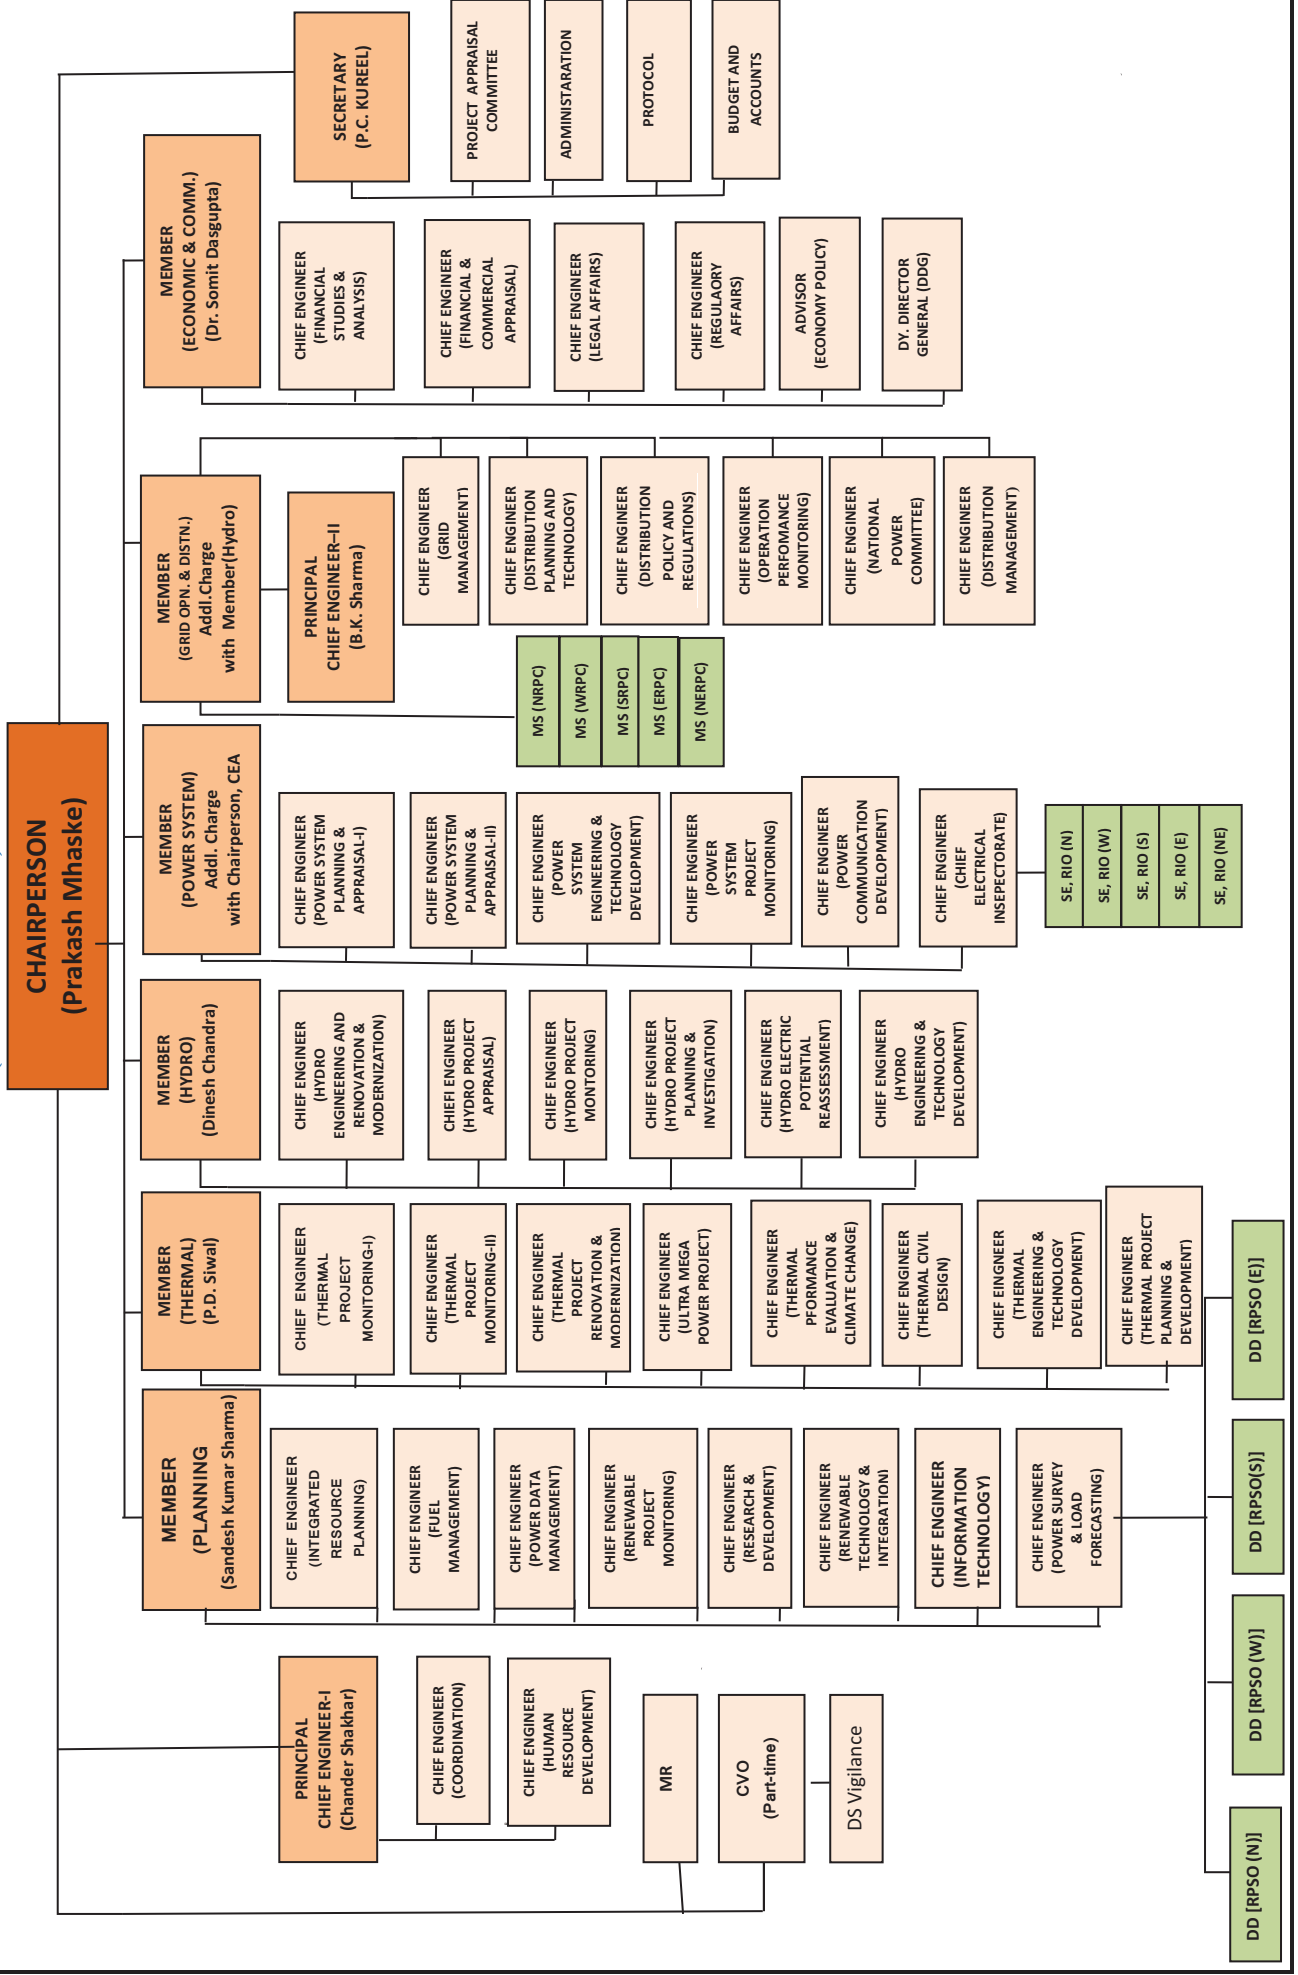 CHAIRPERSON
(Prakash Mhaske)
PRINCIPAL
CHIEF ENGINEER-I
(Chander Shakhar)
CHIEF ENGINEER
(COORDINATION)
CHIEF ENGINEER
(HUMAN
RESOURCE
DEVELOPMENT)
MR
CVO
(Part-time)
DS Vigilance
MEMBER
(PLANNING
(Sandesh Kumar Sharma)
CHIEF ENGINEER
(INTEGRATED
RESOURCE
PLANNING)
CHIEF ENGINEER
(FUEL
MANAGEMENT)
CHIEF ENGINEER
(POWER DATA
MANAGEMENT)
CHIEF ENGINEER
(RENEWABLE
PROJECT
MONITORING)
CHIEF ENGINEER
(RESEARCH &
DEVELOPMENT)
CHIEF ENGINEER
(RENEWABLE
TECHNOLOGY &
INTEGRATION)
CHIEF ENGINEER
(INFORMATION
TECHNOLOGY)
CHIEF ENGINEER
(POWER SURVEY
& LOAD
FORECASTING)
DD [RPSO (N)]
DD [RPSO (W)]
DD [RPSO(S)]
DD [RPSO (E)]
MEMBER
(THERMAL)
(P.D. Siwal)
CHIEF ENGINEER
(THERMAL
PROJECT
MONITORING-I)
CHIEF ENGINEER
(THERMAL
PROJECT
MONITORING-II)
CHIEF ENGINEER
(THERMAL
PROJECT
RENOVATION &
MODERNIZATION)
CHIEF ENGINEER
(ULTRA MEGA
POWER PROJECT)
CHIEF ENGINEER
(THERMAL
PFORMANCE
EVALUATION &
CLIMATE CHANGE)
CHIEF ENGINEER
(THERMAL CIVIL
DESIGN)
CHIEF EINGNEER
(THERMAL
ENGINEERING &
TECHNOLOGY
DEVELOPMENT)
CHIEF ENGINEER
(THERMAL PROJECT
PLANNING &
DEVELOPMENT)
MEMBER
(HYDRO)
(Dinesh Chandra)
CHIEF ENGINEER
(HYDRO
ENGINEERING AND
RENOVATION &
MODERNIZATION)
CHIEFI ENGINEER
(HYDRO PROJECT
APPRAISAL)
CHIEF ENGINEER
(HYDRO PROJECT
MONTORING)
CHIEF ENGINEER
(HYDRO PROJECT
PLANNING &
INVESTIGATION)
CHIEF ENGINEER
(HYDRO ELECTRIC
POTENTIAL
REASSESSMENT)
CHIEF ENGINEER
(HYDRO
ENGINEERING &
TECHNOLOGY
DEVELOPMENT)
MEMBER
(POWER SYSTEM)
Addl. Charge
with Chairperson, CEA
CHIEF ENGINEER
(POWER SYSTEM
PLANNING &
APPRAISAL-I)
CHIEF ENGINEER
(POWER SYSTEM
PLANNING &
APPRAISAL-II)
CHIEF ENGINEER
(POWER
SYSTEM
ENGINEERING &
TECHNOLOGY
DEVELOPMENT)
CHIEF ENGINEER
(POWER
SYSTEM
PROJECT
MONITORING)
CHIEF ENGINEER
(POWER
COMMUNICATION
DEVELOPMENT)
CHIEF ENGINEER
(CHIEF
ELECTRICAL
INSEPECTORATE)
SE, RIO (N)
SE, RIO (W)
SE, RIO (S)
SE, RIO (E)
SE, RIO (NE)
MEMBER
(GRID OPN. & DISTN.)
Addl.Charge
with Member(Hydro)
PRINCIPAL
CHIEF ENGINEER–II
(B.K. Sharma)
MS (NRPC)
MS (WRPC)
MS (SRPC)
MS (ERPC)
MS (NERPC)
CHIEF ENGINEER
(GRID
MANAGEMENT)
CHIEF ENGINEER
(DISTRIBUTION
PLANNING AND
TECHNOLOGY)
CHIEF ENGINEER
(DISTRIBUTION
POLICY AND
REGULATIONS)
CHIEF ENGINEER
(OPERATION
PERFOMANCE
MONITORING)
CHIEF ENGINEER
(NATIONAL
POWER
COMMITTEE)
CHIEF ENGINEER
(DISTRIBUTION
MANAGEMENT)
MEMBER
(ECONOMIC & COMM.)
(Dr. Somit Dasgupta)
CHIEF ENGINEER
(FINANCIAL
STUDIES &
ANALYSIS)
CHIEF ENGINEER
(FINANCIAL &
COMMERCIAL
APPRAISAL)
CHIEF ENGINEER
(LEGAL AFFAIRS)
CHIEF ENGINEER
(REGULAORY
AFFAIRS)
ADVISOR
(ECONOMY POLICY)
DY. DIRECTOR
GENERAL (DDG)
SECRETARY
(P.C. KUREEL)
PROJECT APPRAISAL
COMMITTEE
ADMINISTARATION
PROTOCOL
BUDGET AND
ACCOUNTS